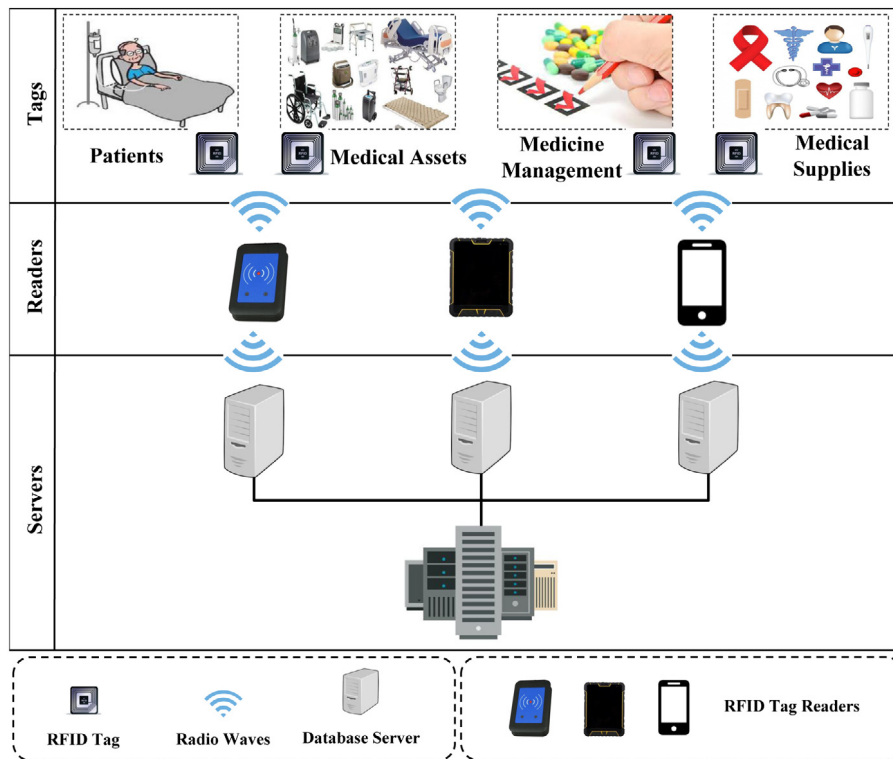 Tags
Patients
Medical Assets
Medicine
Management
Medical
Supplies
Readers
Servers
RFID Tag
Radio Waves
Database Server
RFID Tag Readers